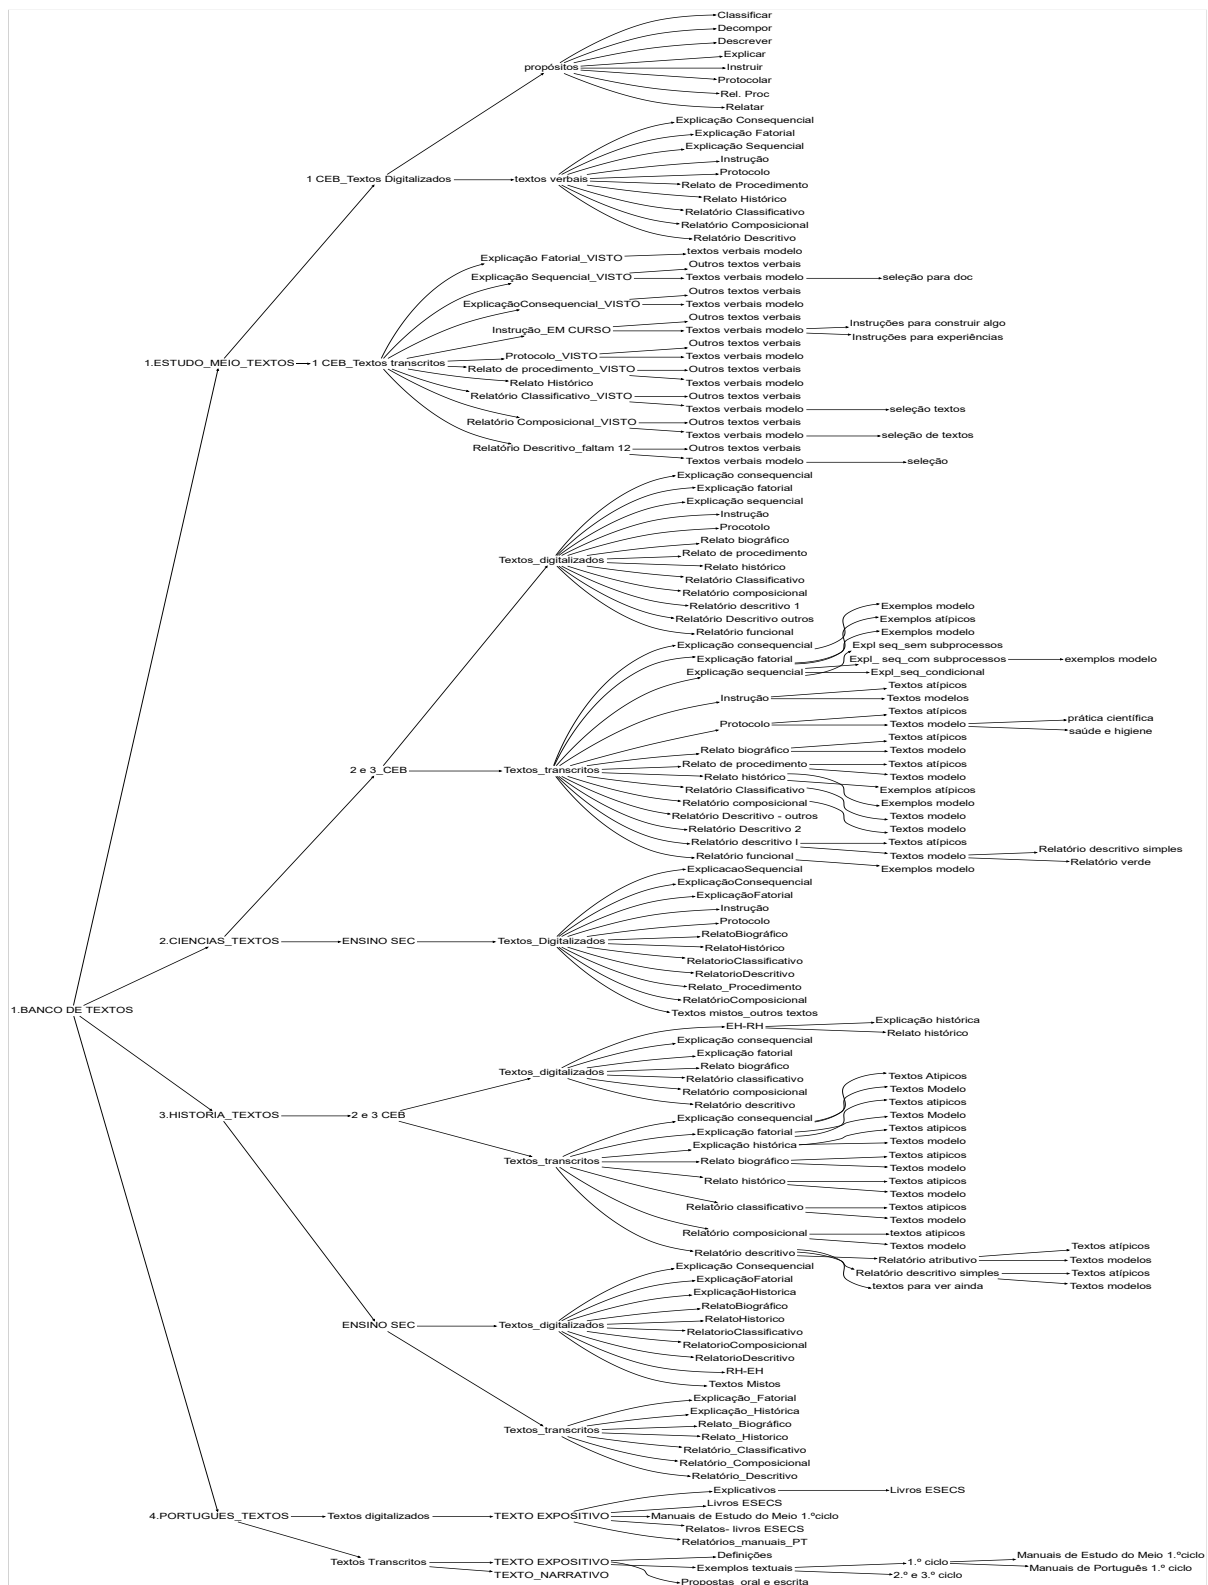 Classificar
Decompor
Descrever
Explicar
propósitos
Instruir
Protocolar
Rel. Proc
Relatar
Explicação Consequencial
Explicação Fatorial
Explicação Sequencial
Instrução
Protocolo
1 CEB_Textos Digitalizados
textos verbais
Relato de Procedimento
Relato Histórico
Relatório Classificativo
Relatório Composicional
Relatório Descritivo
Explicação Fatorial_VISTO
textos verbais modelo
Outros textos verbais
Explicação Sequencial_VISTO
Textos verbais modelo
seleção para doc
Outros textos verbais
ExplicaçãoConsequencial_VISTO
Textos verbais modelo
Outros textos verbais
Instruções para construir algo
Instrução_EM CURSO
Textos verbais modelo
Instruções para experiências
Outros textos verbais
Protocolo_VISTO
Textos verbais modelo
1.ESTUDO_MEIO_TEXTOS
1 CEB_Textos transcritos
Relato de procedimento_VISTO
Outros textos verbais
Relato Histórico
Textos verbais modelo
Relatório Classificativo_VISTO
Outros textos verbais
Textos verbais modelo
seleção textos
Relatório Composicional_VISTO
Outros textos verbais
Textos verbais modelo
seleção de textos
Relatório Descritivo_faltam 12
Outros textos verbais
Textos verbais modelo
seleção
Explicação consequencial
Explicação fatorial
Explicação sequencial
Instrução
Procotolo
Relato biográfico
Relato de procedimento
Textos_digitalizados
Relato histórico
Relatório Classificativo
Relatório composicional
Relatório descritivo 1
Exemplos modelo
Relatório Descritivo outros
Exemplos atípicos
Relatório funcional
Exemplos modelo
Explicação consequencial
Expl seq_sem subprocessos
Explicação fatorial
Expl_ seq_com subprocessos
exemplos modelo
Explicação sequencial
Expl_seq_condicional
Textos atípicos
Instrução
Textos modelos
Textos atípicos
Protocolo
Textos modelo
prática científica
saúde e higiene
Textos atípicos
Relato biográfico
Textos modelo
Relato de procedimento
Textos atípicos
2 e 3_CEB
Textos_transcritos
Relato histórico
Textos modelo
Relatório Classificativo
Exemplos atípicos
Relatório composicional
Exemplos modelo
Relatório Descritivo - outros
Textos modelo
Relatório Descritivo 2
Textos modelo
Relatório descritivo I
Textos atípicos
Relatório descritivo simples
Relatório funcional
Textos modelo
Relatório verde
Exemplos modelo
ExplicacaoSequencial
ExplicaçãoConsequencial
ExplicaçãoFatorial
Instrução
Protocolo
RelatoBiográfico
2.CIENCIAS_TEXTOS
ENSINO SEC
Textos_Digitalizados
RelatoHistórico
RelatorioClassificativo
RelatorioDescritivo
Relato_Procedimento
RelatórioComposicional
1.BANCO DE TEXTOS
Textos mistos_outros textos
EH-RH
Explicação histórica
Relato histórico
Explicação consequencial
Explicação fatorial
Relato biográfico
Textos_digitalizados
Relatório classificativo
Textos Atipicos
Relatório composicional
Textos Modelo
Relatório descritivo
Textos atipicos
3.HISTORIA_TEXTOS
2 e 3 CEB
Explicação consequencial
Textos Modelo
Explicação fatorial
Textos atipicos
Explicação histórica
Textos modelo
Textos_transcritos
Relato biográfico
Textos atipicos
Textos modelo
Relato histórico
Textos atipicos
Textos modelo
Relatório classificativo
Textos atipicos
Textos modelo
Relatório composicional
textos atipicos
Textos modelo
Relatório descritivo
Relatório atributivo
Textos atípicos
Textos modelos
Relatório descritivo simples
Textos atípicos
textos para ver ainda
Textos modelos
Explicação Consequencial
ExplicaçãoFatorial
ExplicaçãoHistorica
RelatoBiográfico
RelatoHistorico
ENSINO SEC
Textos_digitalizados
RelatorioClassificativo
RelatorioComposicional
RelatorioDescritivo
RH-EH
Textos Mistos
Explicação_Fatorial
Explicação_Histórica
Relato_Biográfico
Textos_transcritos
Relato_Historico
Relatório_Classificativo
Relatório_Composicional
Relatório_Descritivo
Explicativos
Livros ESECS
Livros ESECS
4.PORTUGUES_TEXTOS
Textos digitalizados
TEXTO EXPOSITIVO
Manuais de Estudo do Meio 1.ºciclo
Relatos- livros ESECS
Relatórios_manuais_PT
Definições
Textos Transcritos
TEXTO EXPOSITIVO
Exemplos textuais
1.º ciclo
Manuais de Estudo do Meio 1.ºciclo
Manuais de Português 1.º ciclo
TEXTO_NARRATIVO
2.º e 3.º ciclo
Propostas_oral e escrita